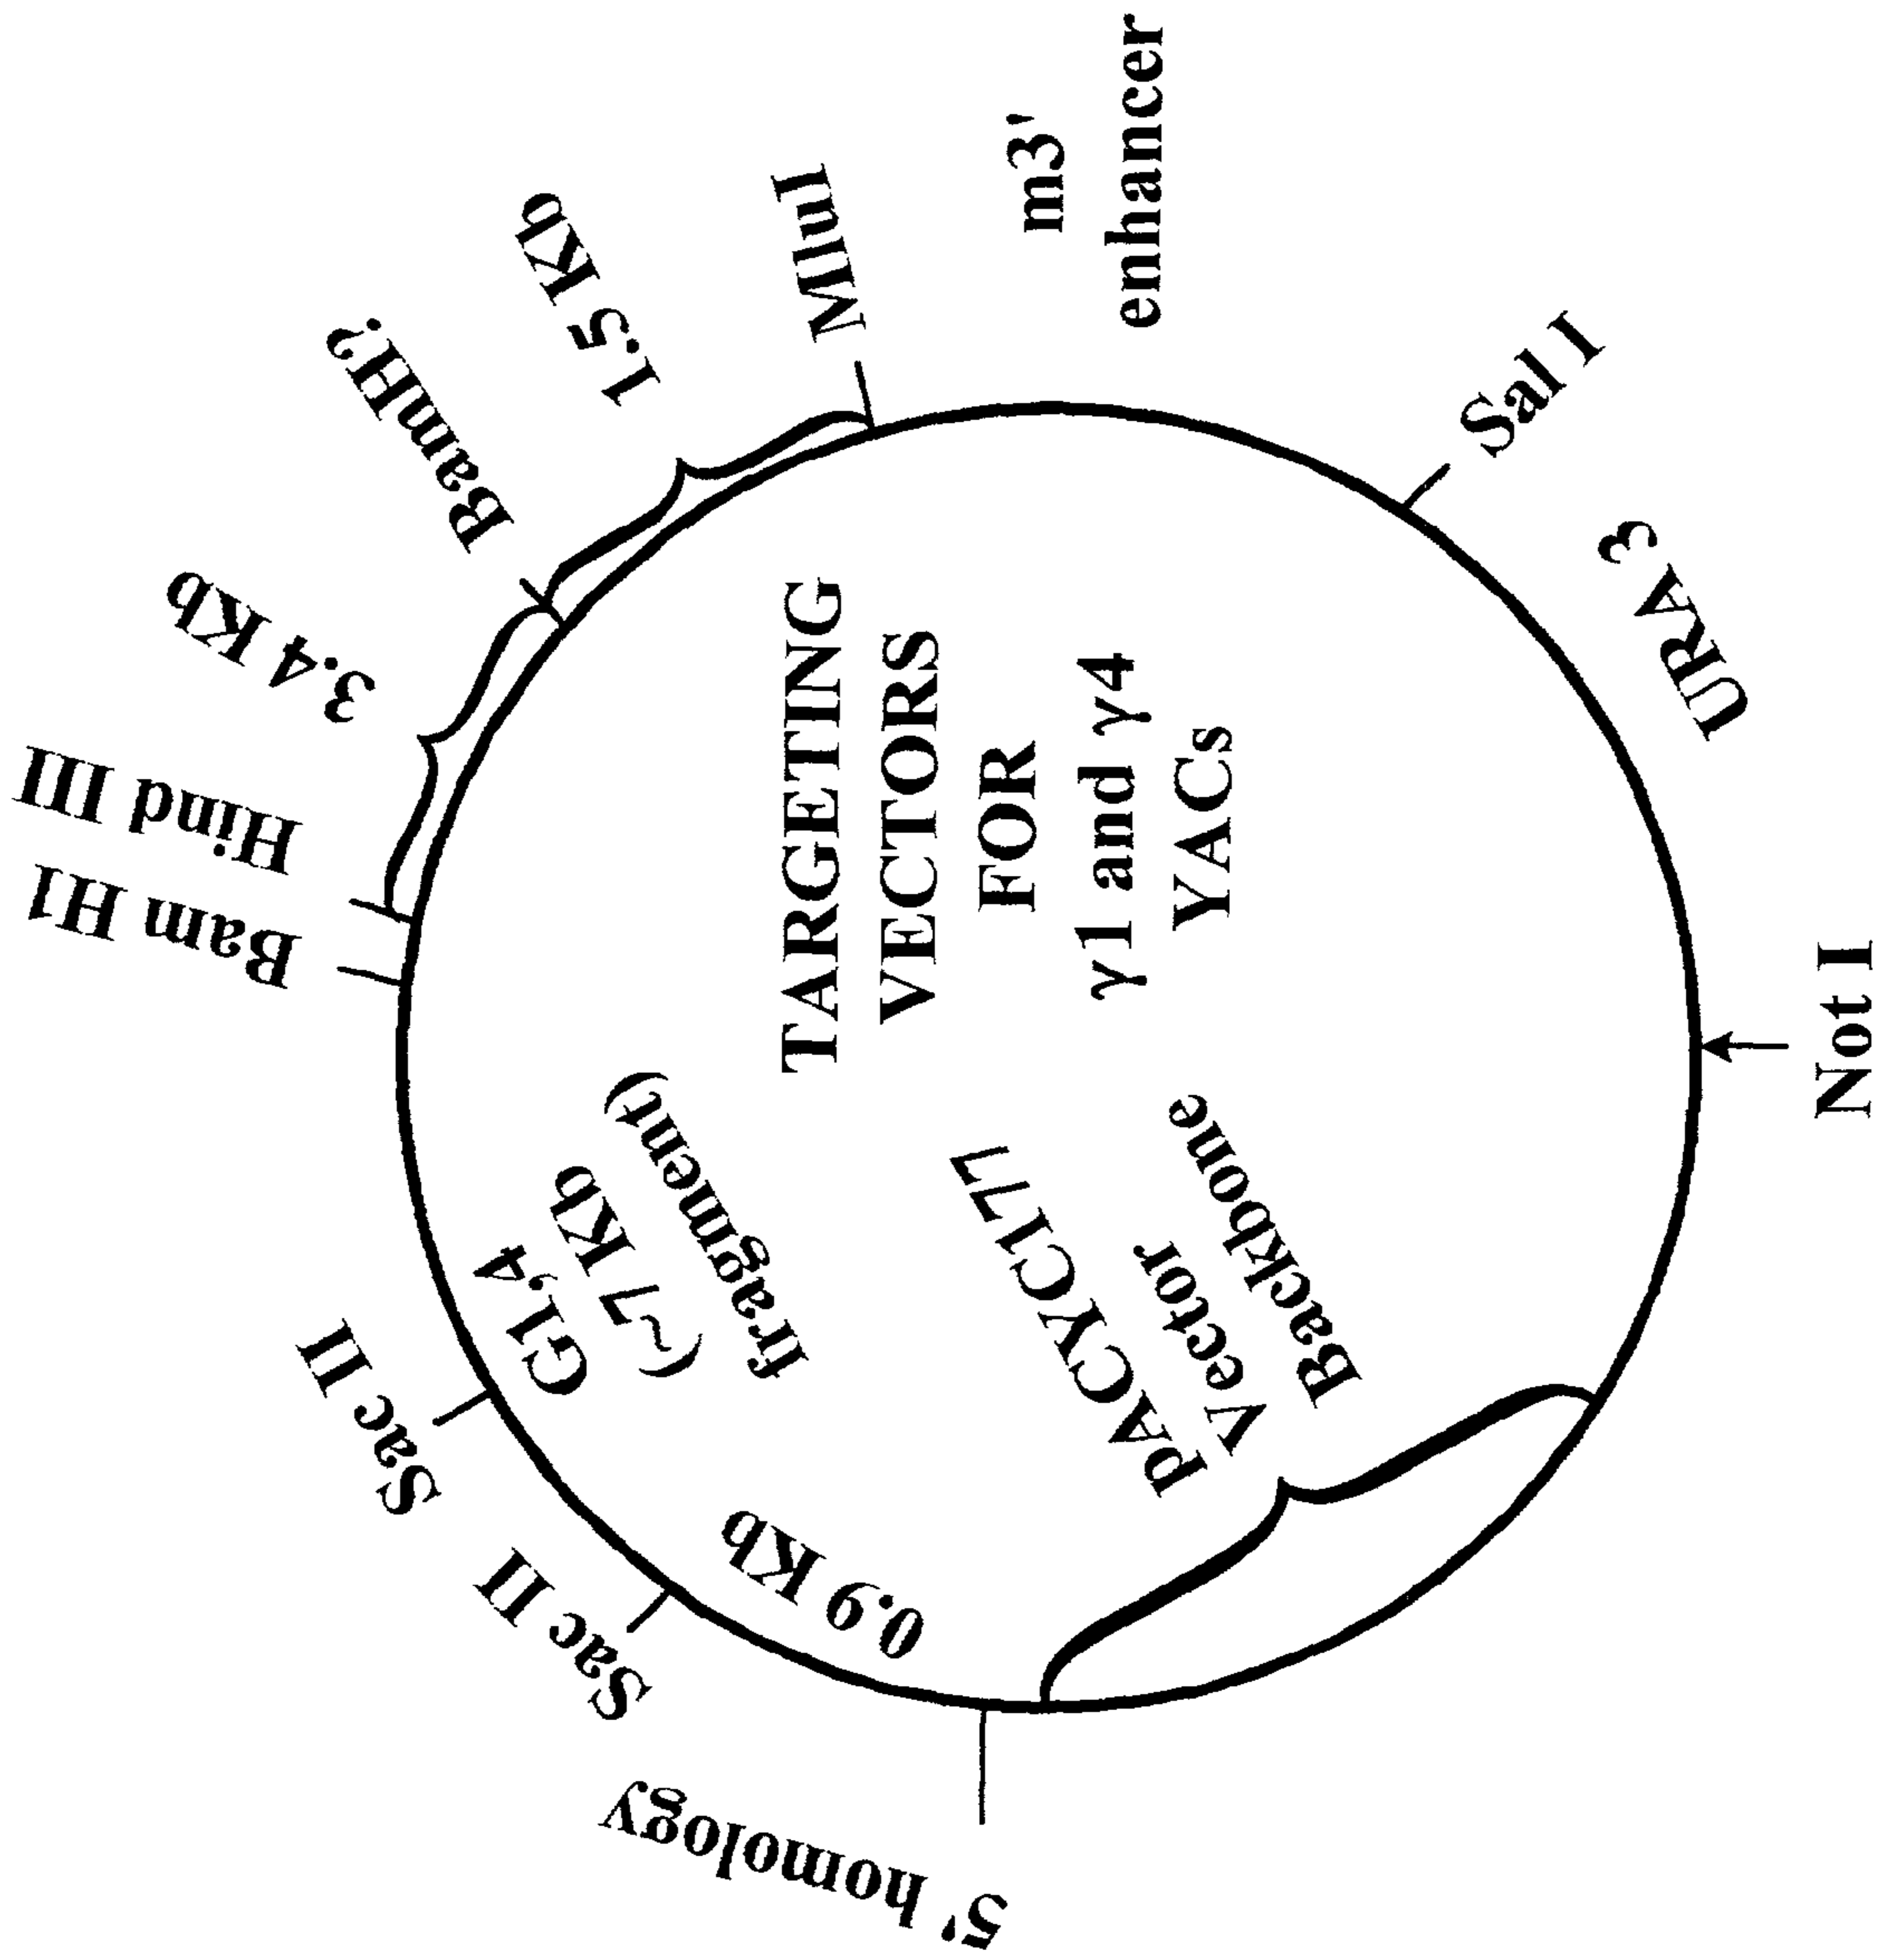 TARGETING
VECTORS
FOR
γ1 and γ4
YACs
5' homology
0.9 Kb
Sac II
Sac II
G1,4
(~7 Kb
fragment)
Bam HI
Hind III
3.4 Kb
BamH?
1.5 Kb
MluI
m3'
enhancer
Sal I
URA 3
Not I
pACYC177
Vector
Backbone